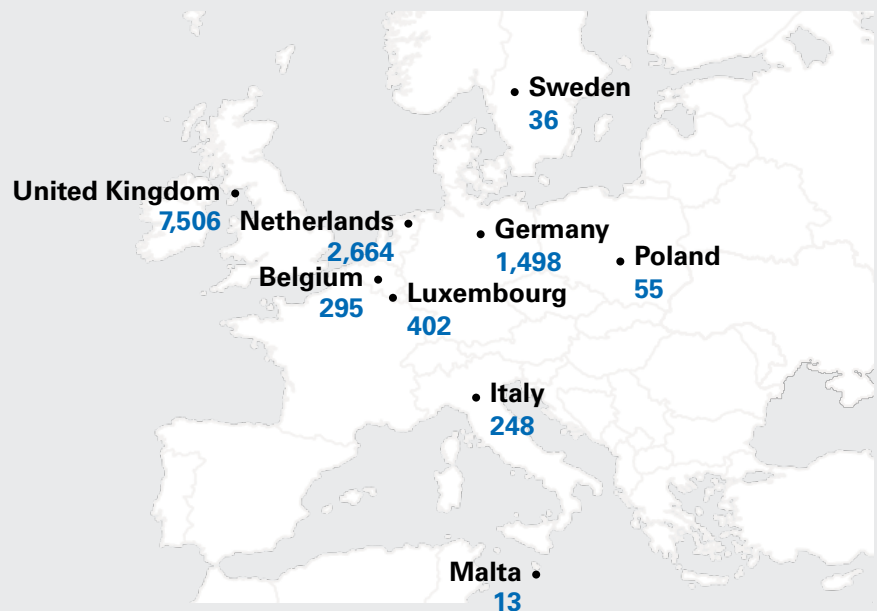 Sweden
36
United Kingdom
7,506
Netherlands
2,664
Germany
1,498
Poland
55
Belgium
295
Luxembourg
402
Italy
248
Malta
13